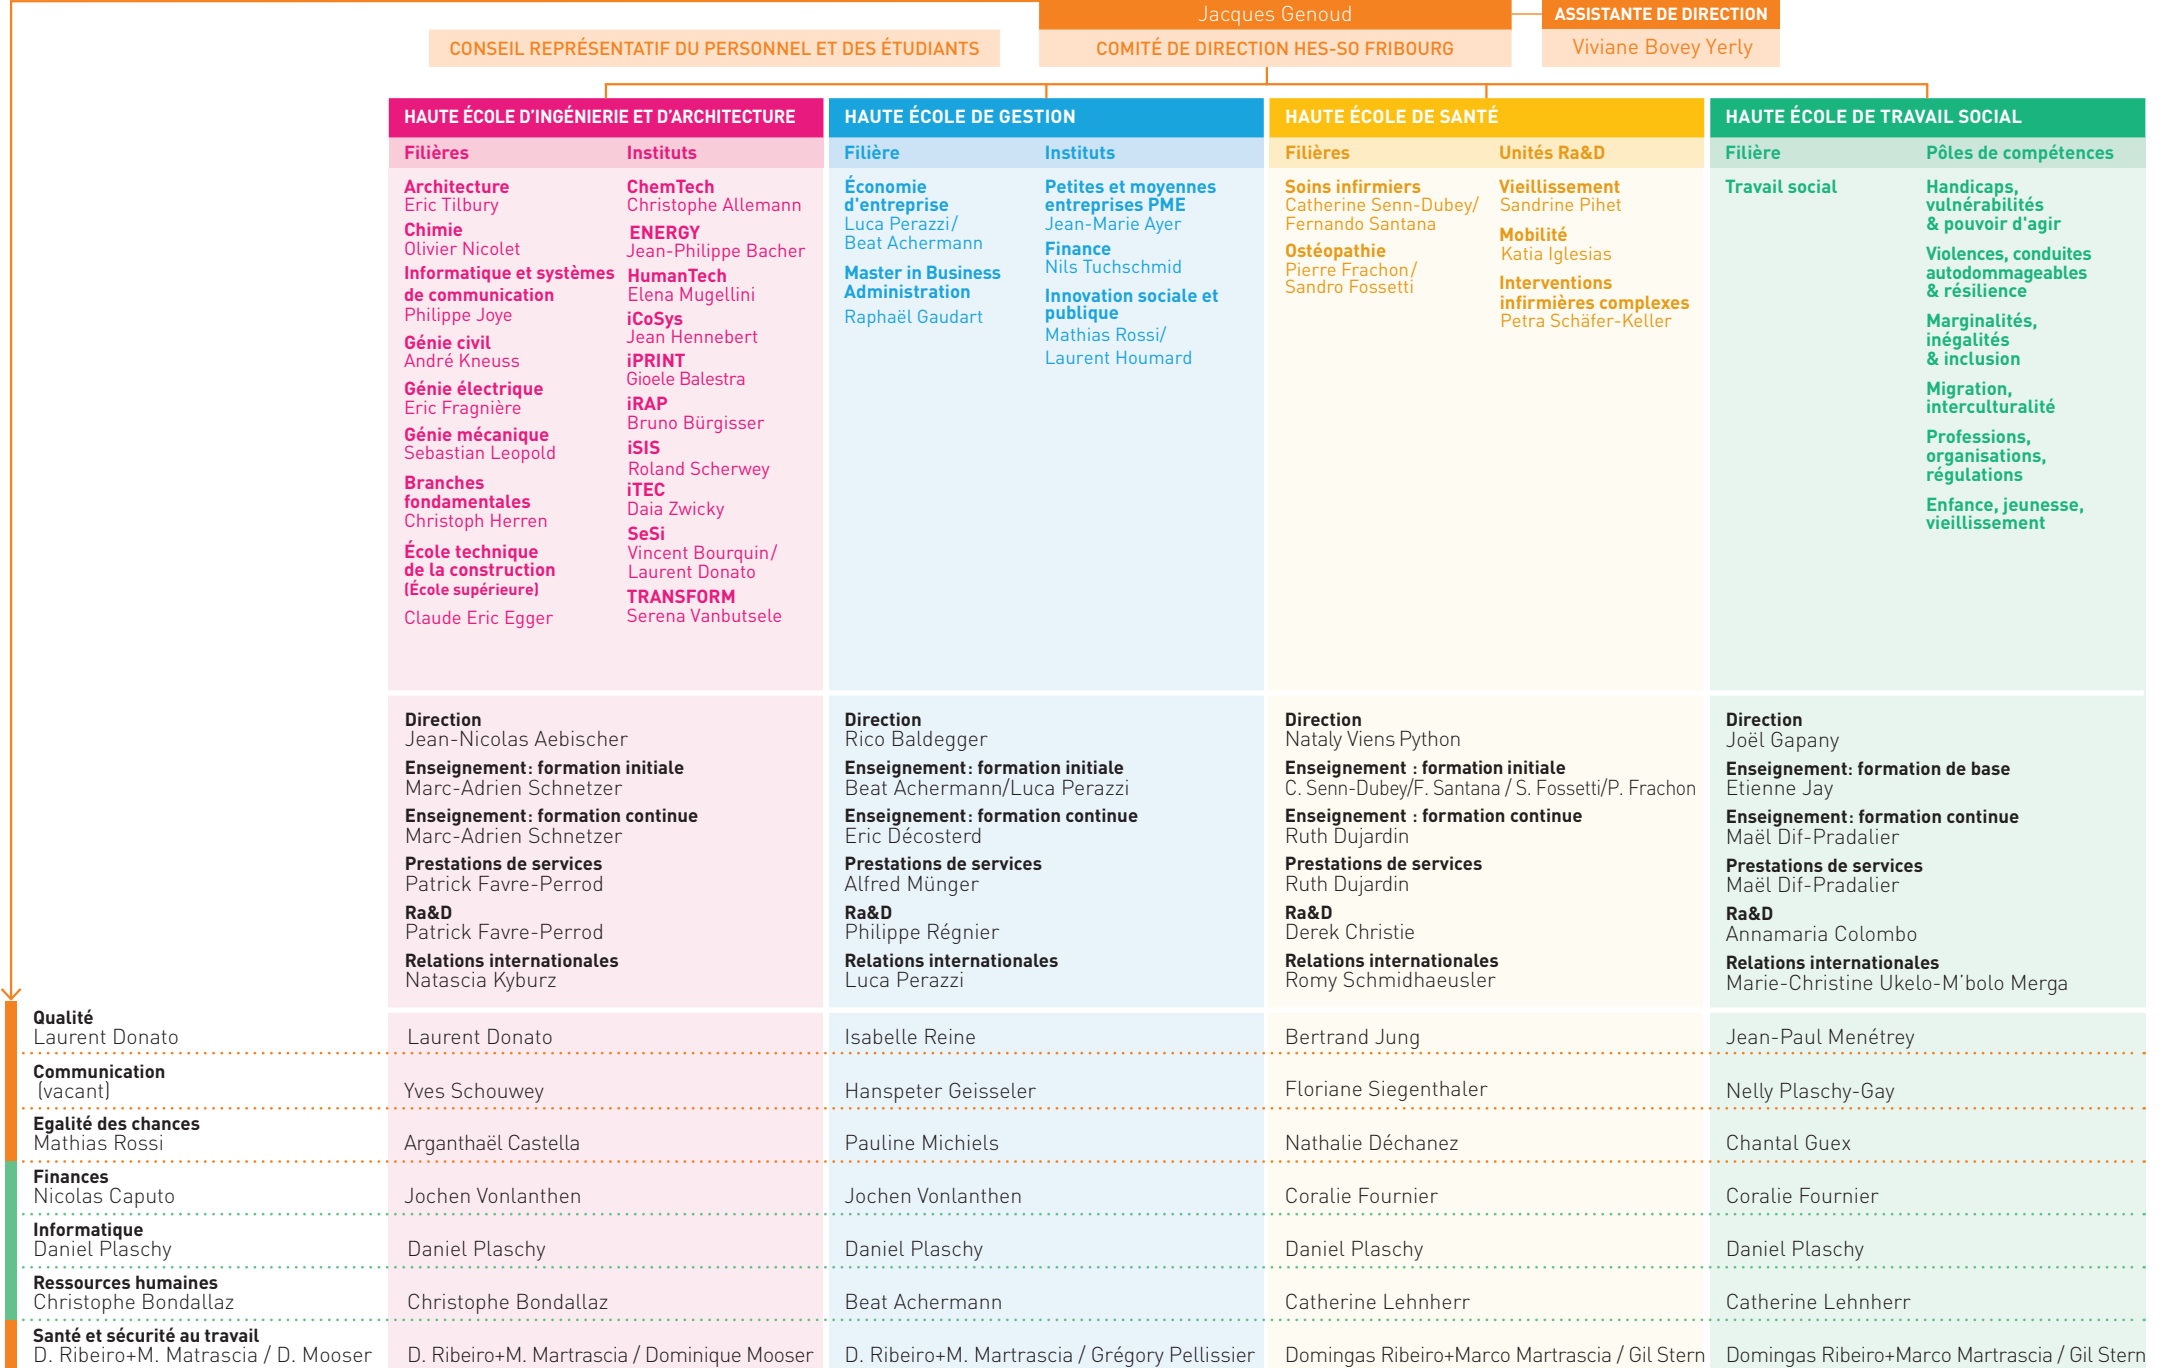 Jacques Genoud
ASSISTANTE DE DIRECTION
CONSEIL REPRÉSENTATIF DU PERSONNEL ET DES ÉTUDIANTS
COMITÉ DE DIRECTION HES-SO FRIBOURG
Viviane Bovey Yerly
HAUTE ÉCOLE D'INGÉNIERIE ET D'ARCHITECTURE
Filières
Architecture
Eric Tilbury
Chimie
Olivier Nicolet
Informatique et systèmes
de communication
Philippe Joye
Génie civil
André Kneuss
Génie électrique
Eric Fragnière
Génie mécanique
Sebastian Leopold
Branches
fondamentales
Christoph Herren
École technique
de la construction
(École supérieure)
Claude Eric Egger
Instituts
ChemTech
Christophe Allemann
ENERGY
Jean-Philippe Bacher
HumanTech
Elena Mugellini
iCoSys
Jean Hennebert
iPRINT
Gioele Balestra
iRAP
Bruno Bürgisser
iSIS
Roland Scherwey
iTEC
Daia Zwicky
SeSi
Vincent Bourquin/
Laurent Donato
TRANSFORM
Serena Vanbutsele
HAUTE ÉCOLE DE GESTION
Filière
Économie
d'entreprise
Luca Perazzi/
Beat Achermann
Master in Business
Administration
Raphaël Gaudart
Instituts
Petites et moyennes
entreprises PME
Jean-Marie Ayer
Finance
Nils Tuchschmid
Innovation sociale et
publique
Mathias Rossi/
Laurent Houmard
HAUTE ÉCOLE DE SANTÉ
Filières
Soins infirmiers
Catherine Senn-Dubey/
Fernando Santana
Ostéopathie
Pierre Frachon/
Sandro Fossetti
Unités Ra&D
Vieillissement
Sandrine Pihet
Mobilité
Katia Iglesias
Interventions
infirmières complexes
Petra Schäfer-Keller
HAUTE ÉCOLE DE TRAVAIL SOCIAL
Filière
Travail social
Pôles de compétences
Handicaps,
vulnérabilités
& pouvoir d'agir
Violences, conduites
autodommageables
& résilience
Marginalités,
inégalités
& inclusion
Migration,
interculturalité
Professions,
organisations,
régulations
Enfance, jeunesse,
vieillissement
Direction
Jean-Nicolas Aebischer
Enseignement: formation initiale
Marc-Adrien Schnetzer
Enseignement: formation continue
Marc-Adrien Schnetzer
Prestations de services
Patrick Favre-Perrod
Ra&D
Patrick Favre-Perrod
Relations internationales
Natascia Kyburz
Direction
Rico Baldegger
Enseignement: formation initiale
Beat Achermann/Luca Perazzi
Enseignement: formation continue
Eric Décosterd
Prestations de services
Alfred Münger
Ra&D
Philippe Régnier
Relations internationales
Luca Perazzi
Direction
Nataly Viens Python
Enseignement : formation initiale
C. Senn-Dubey/F. Santana / S. Fossetti/P. Frachon
Enseignement : formation continue
Ruth Dujardin
Prestations de services
Ruth Dujardin
Ra&D
Derek Christie
Relations internationales
Romy Schmidhaeusler
Direction
Joël Gapany
Enseignement: formation de base
Etienne Jay
Enseignement: formation continue
Maël Dif-Pradalier
Prestations de services
Maël Dif-Pradalier
Ra&D
Annamaria Colombo
Relations internationales
Marie-Christine Ukelo-M'bolo Merga
Qualité
Laurent Donato Laurent Donato Isabelle Reine Bertrand Jung Jean-Paul Menétrey
Communication
(vacant) Yves Schouwey Hanspeter Geisseler Floriane Siegenthaler Nelly Plaschy-Gay
Egalité des chances
Mathias Rossi Arganthaël Castella Pauline Michiels Nathalie Déchanez Chantal Guex
Finances
Nicolas Caputo Jochen Vonlanthen Jochen Vonlanthen Coralie Fournier Coralie Fournier
Informatique
Daniel Plaschy Daniel Plaschy Daniel Plaschy Daniel Plaschy Daniel Plaschy
Ressources humaines
Christophe Bondallaz Christophe Bondallaz Beat Achermann Catherine Lehnherr Catherine Lehnherr
Santé et sécurité au travail
D. Ribeiro+M. Matrascia / D. Mooser D. Ribeiro+M. Martrascia / Dominique Mooser D. Ribeiro+M. Martrascia / Grégory Pellissier Domingas Ribeiro+Marco Martrascia / Gil Stern Domingas Ribeiro+Marco Martrascia / Gil Stern